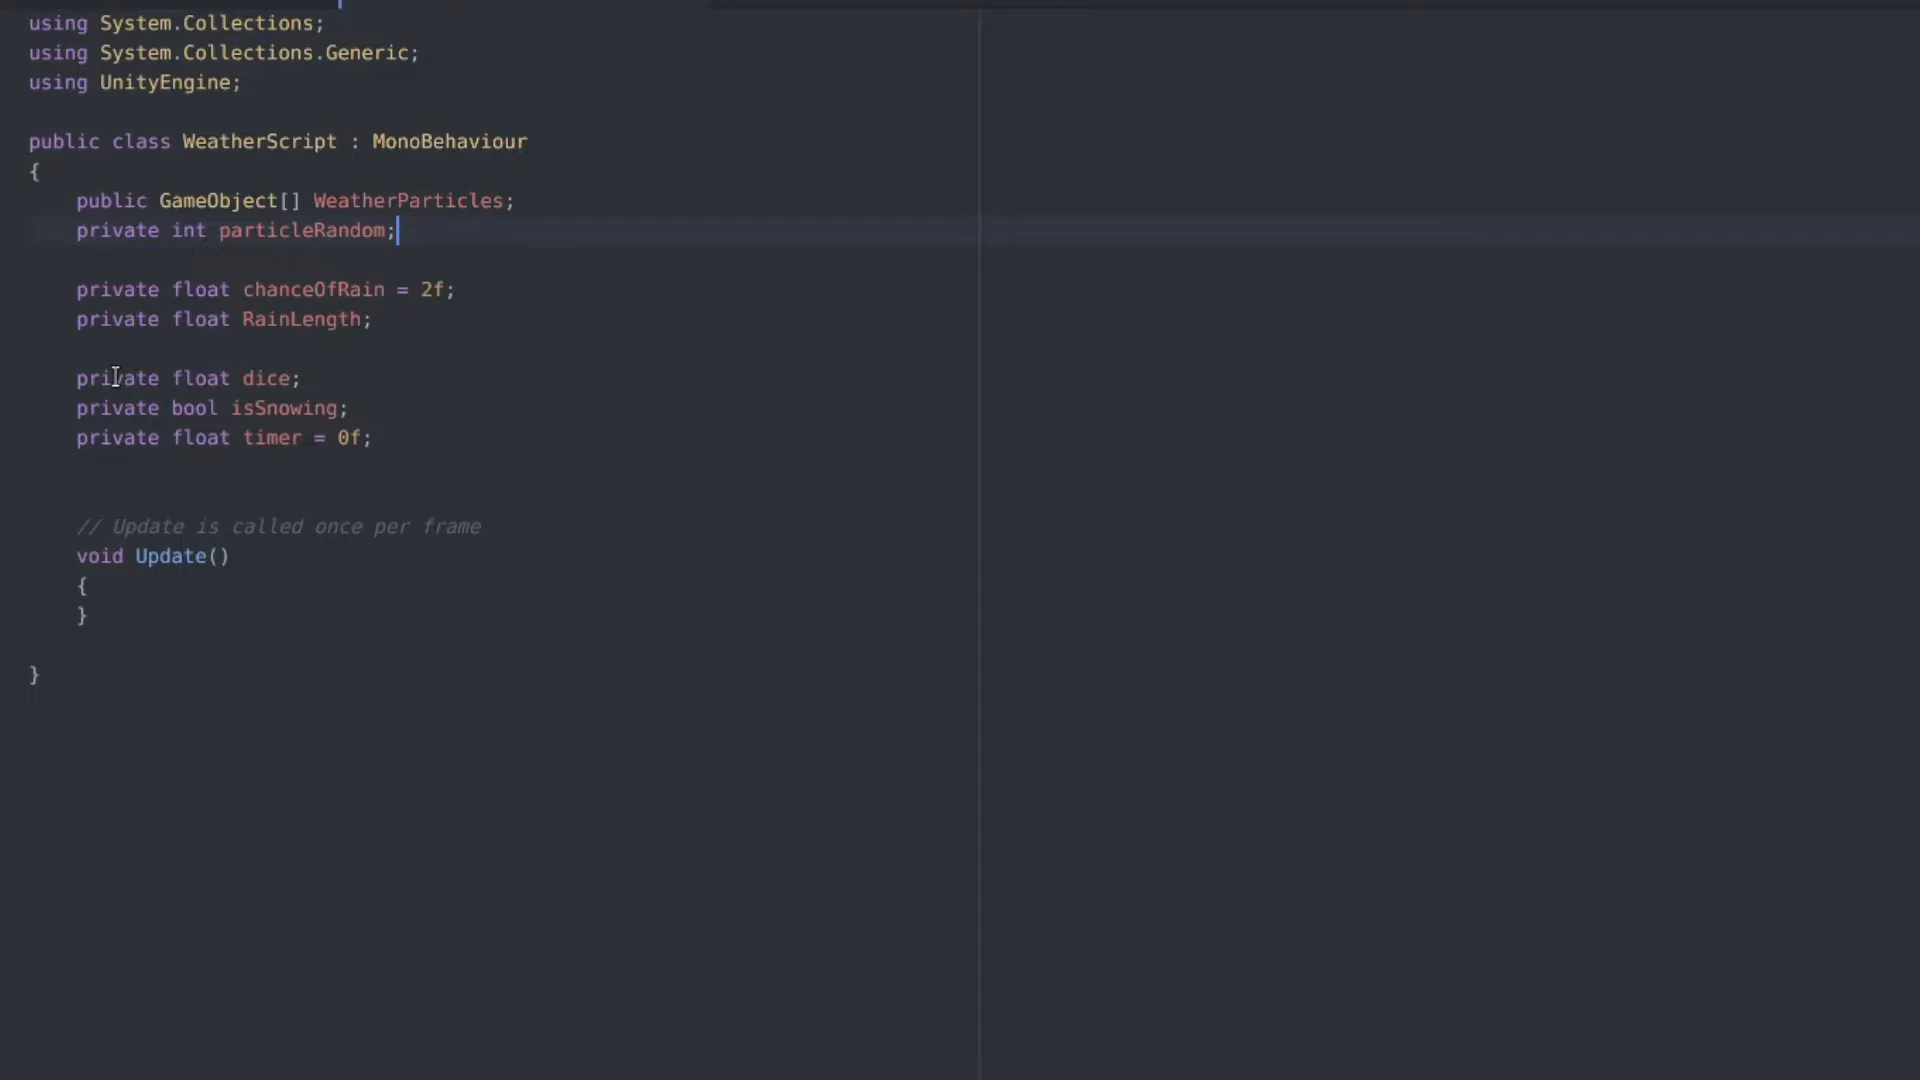 using System.Collections;
using System.Collections.Generic;
using UnityEngine;
public class WeatherScript : MonoBehaviour
{
public GameObject[] WeatherParticles;
private int particleRandom;
private float chanceOfRain = 2f;
private float RainLength;
private float dice;
private bool isSnowing;
private float timer = 0f;
// Update is called once per frame
void Update()
{
}
}